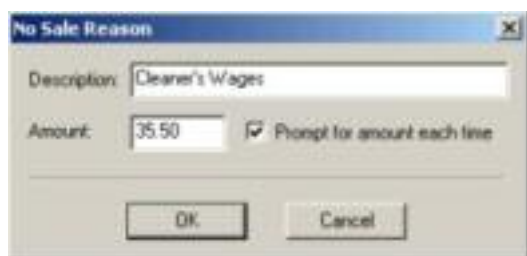 No Sale Reason
Description: Cleaner's Wages
Amount: 35.50 Prompt for amount each time
OK Cancel